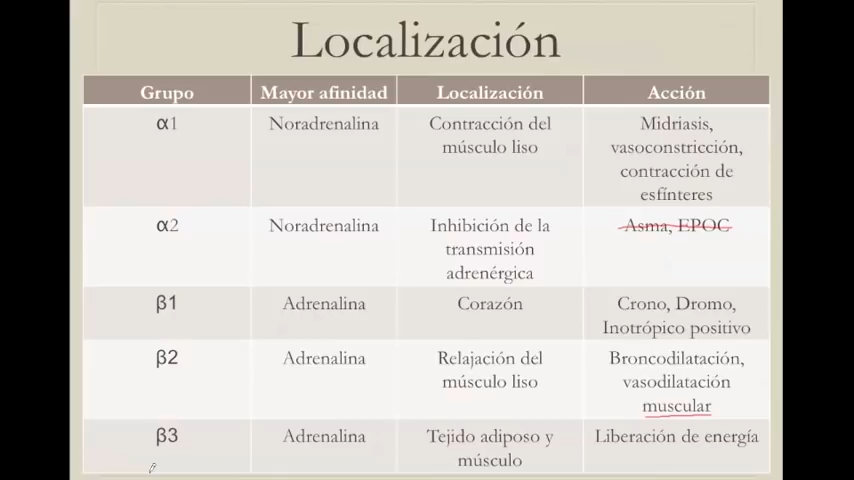 Localización
Grupo Mayor afinidad Localización Acción
α1 Noradrenalina Contracción del músculo liso Midriasis, vasoconstricción, contracción de esfínteres
α2 Noradrenalina Inhibición de la transmisión adrenérgica Asma, EPOC
β1 Adrenalina Corazón Crono, Dromo, Inotrópico positivo
β2 Adrenalina Relajación del músculo liso Broncodilatación, vasodilatación muscular
β3 Adrenalina Tejido adiposo y músculo Liberación de energía